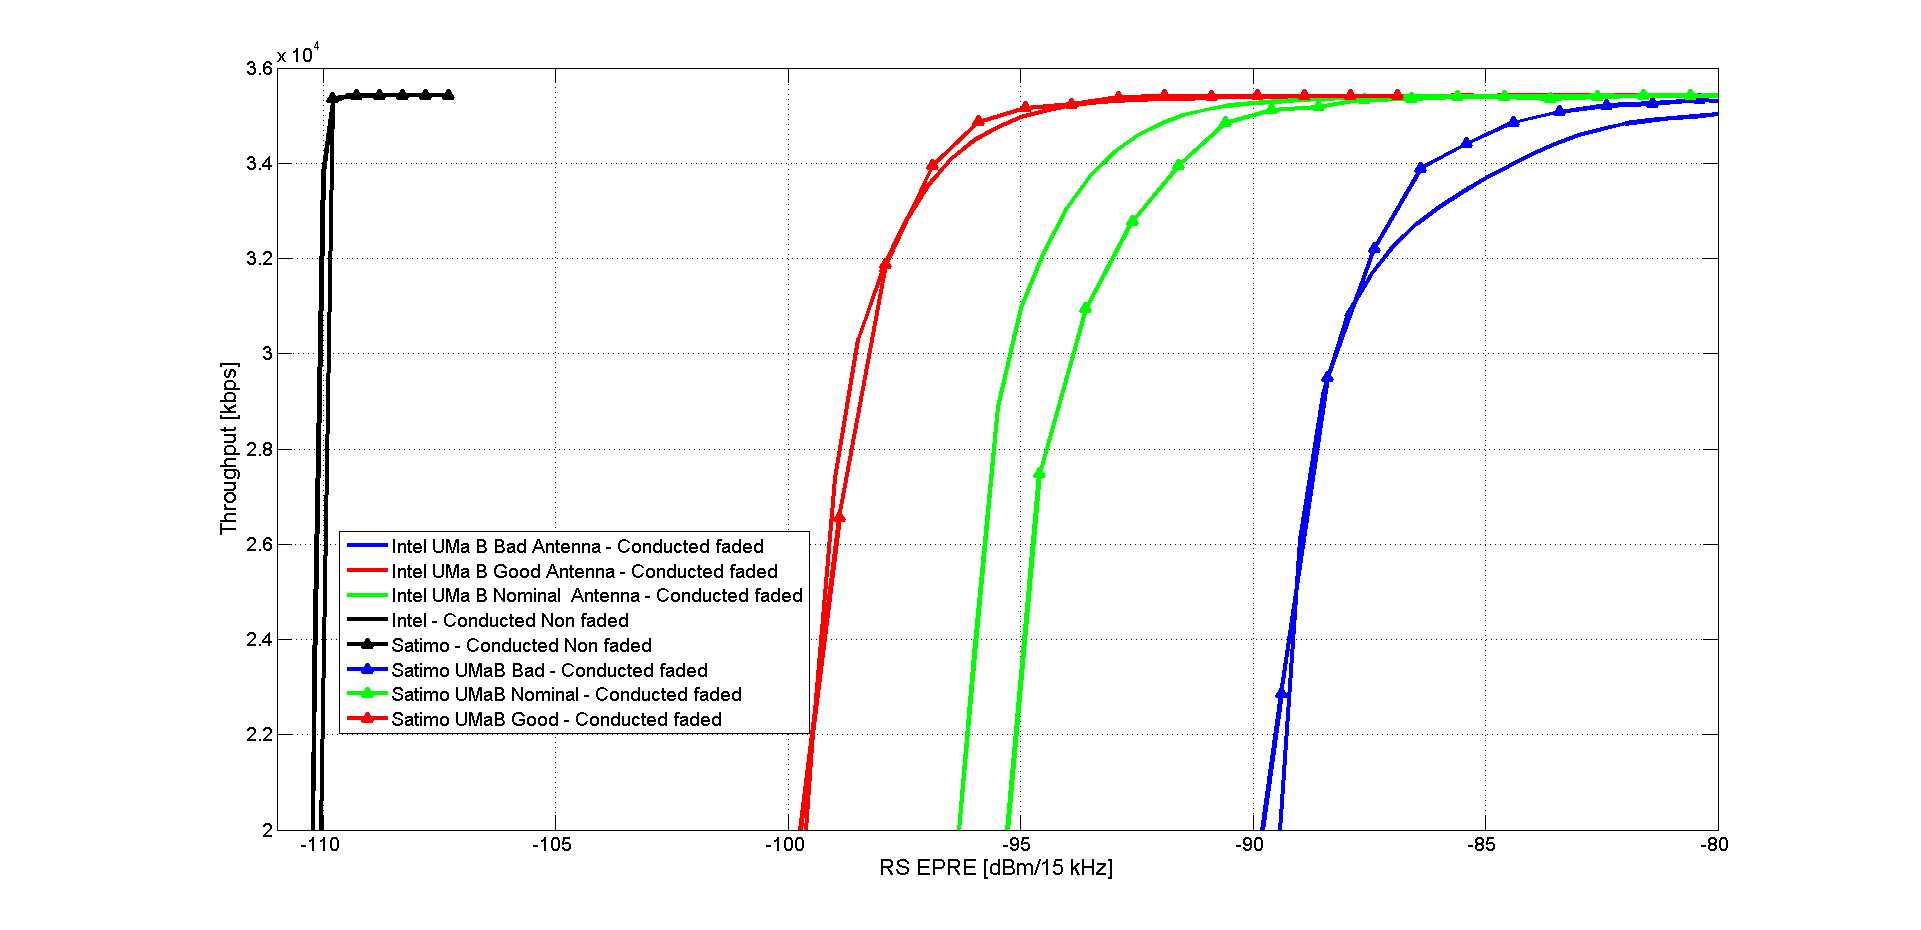 x 10^4
3.6
3.4
3.2
3
2.8
2.6
2.4
2.2
2
Throughput [kbps]
Intel UMa B Bad Antenna - Conducted faded
Intel UMa B Good Antenna - Conducted faded
Intel UMa B Nominal  Antenna - Conducted faded
Intel - Conducted Non faded
Satimo - Conducted Non faded
Satimo UMaB Bad - Conducted faded
Satimo UMaB Nominal - Conducted faded
Satimo UMaB Good - Conducted faded
-110 -105 -100 -95 -90 -85 -80
RS EPRE [dBm/15 kHz]